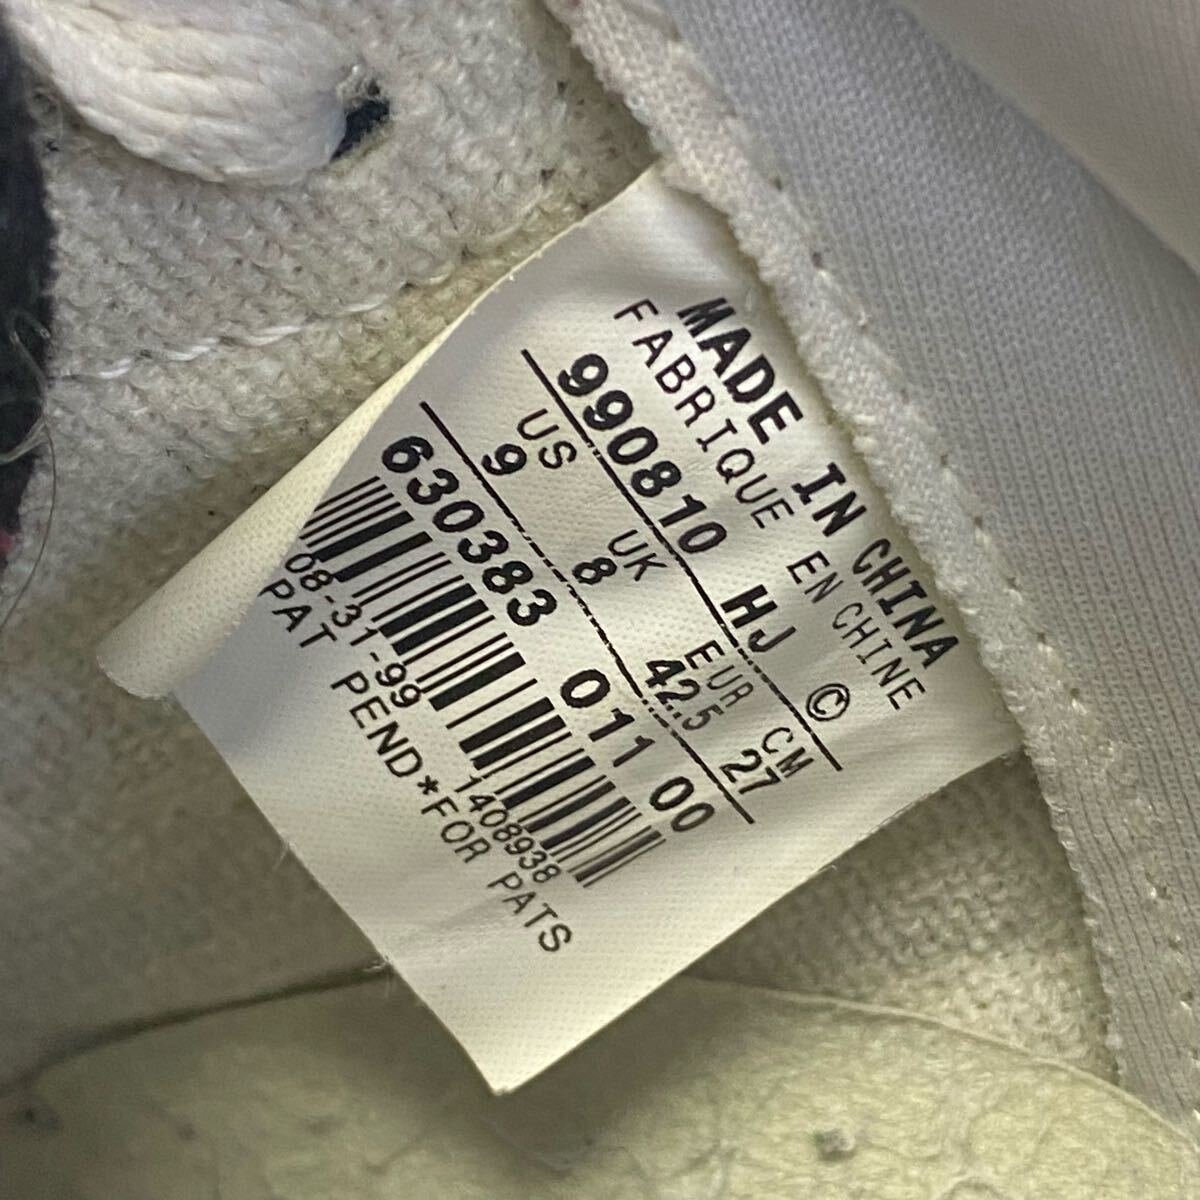 MADE IN CHINA
FABRIQUE EN CHINE
990810 HJ ©
US UK EUR CM
9 8 42.5 27
630383 011 00
08-31-99 1408938
PAT PEND*FOR PATS